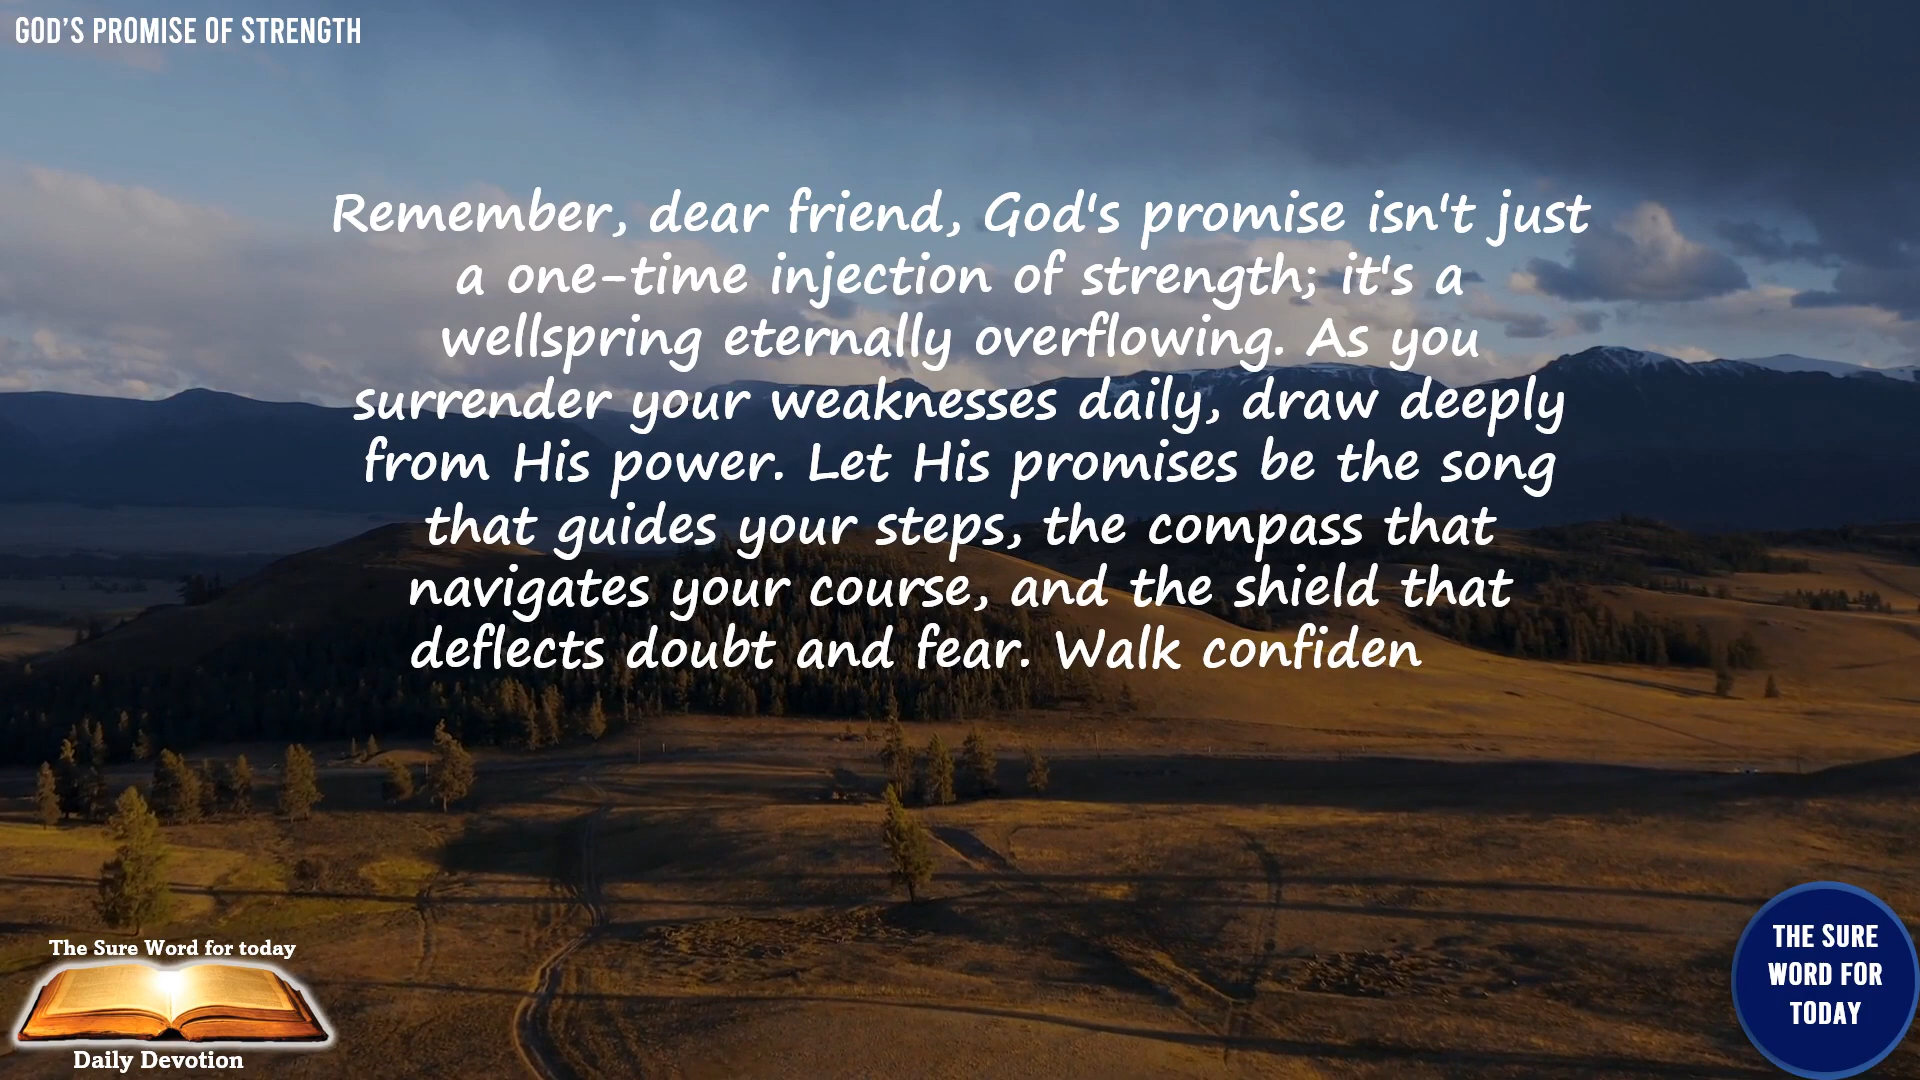 GOD’S PROMISE OF STRENGTH
Remember, dear friend, God's promise isn't just
a one-time injection of strength; it's a
wellspring eternally overflowing. As you
surrender your weaknesses daily, draw deeply
from His power. Let His promises be the song
that guides your steps, the compass that
navigates your course, and the shield that
deflects doubt and fear. Walk confiden
The Sure Word for today
Daily Devotion
THE SURE
WORD FOR
TODAY